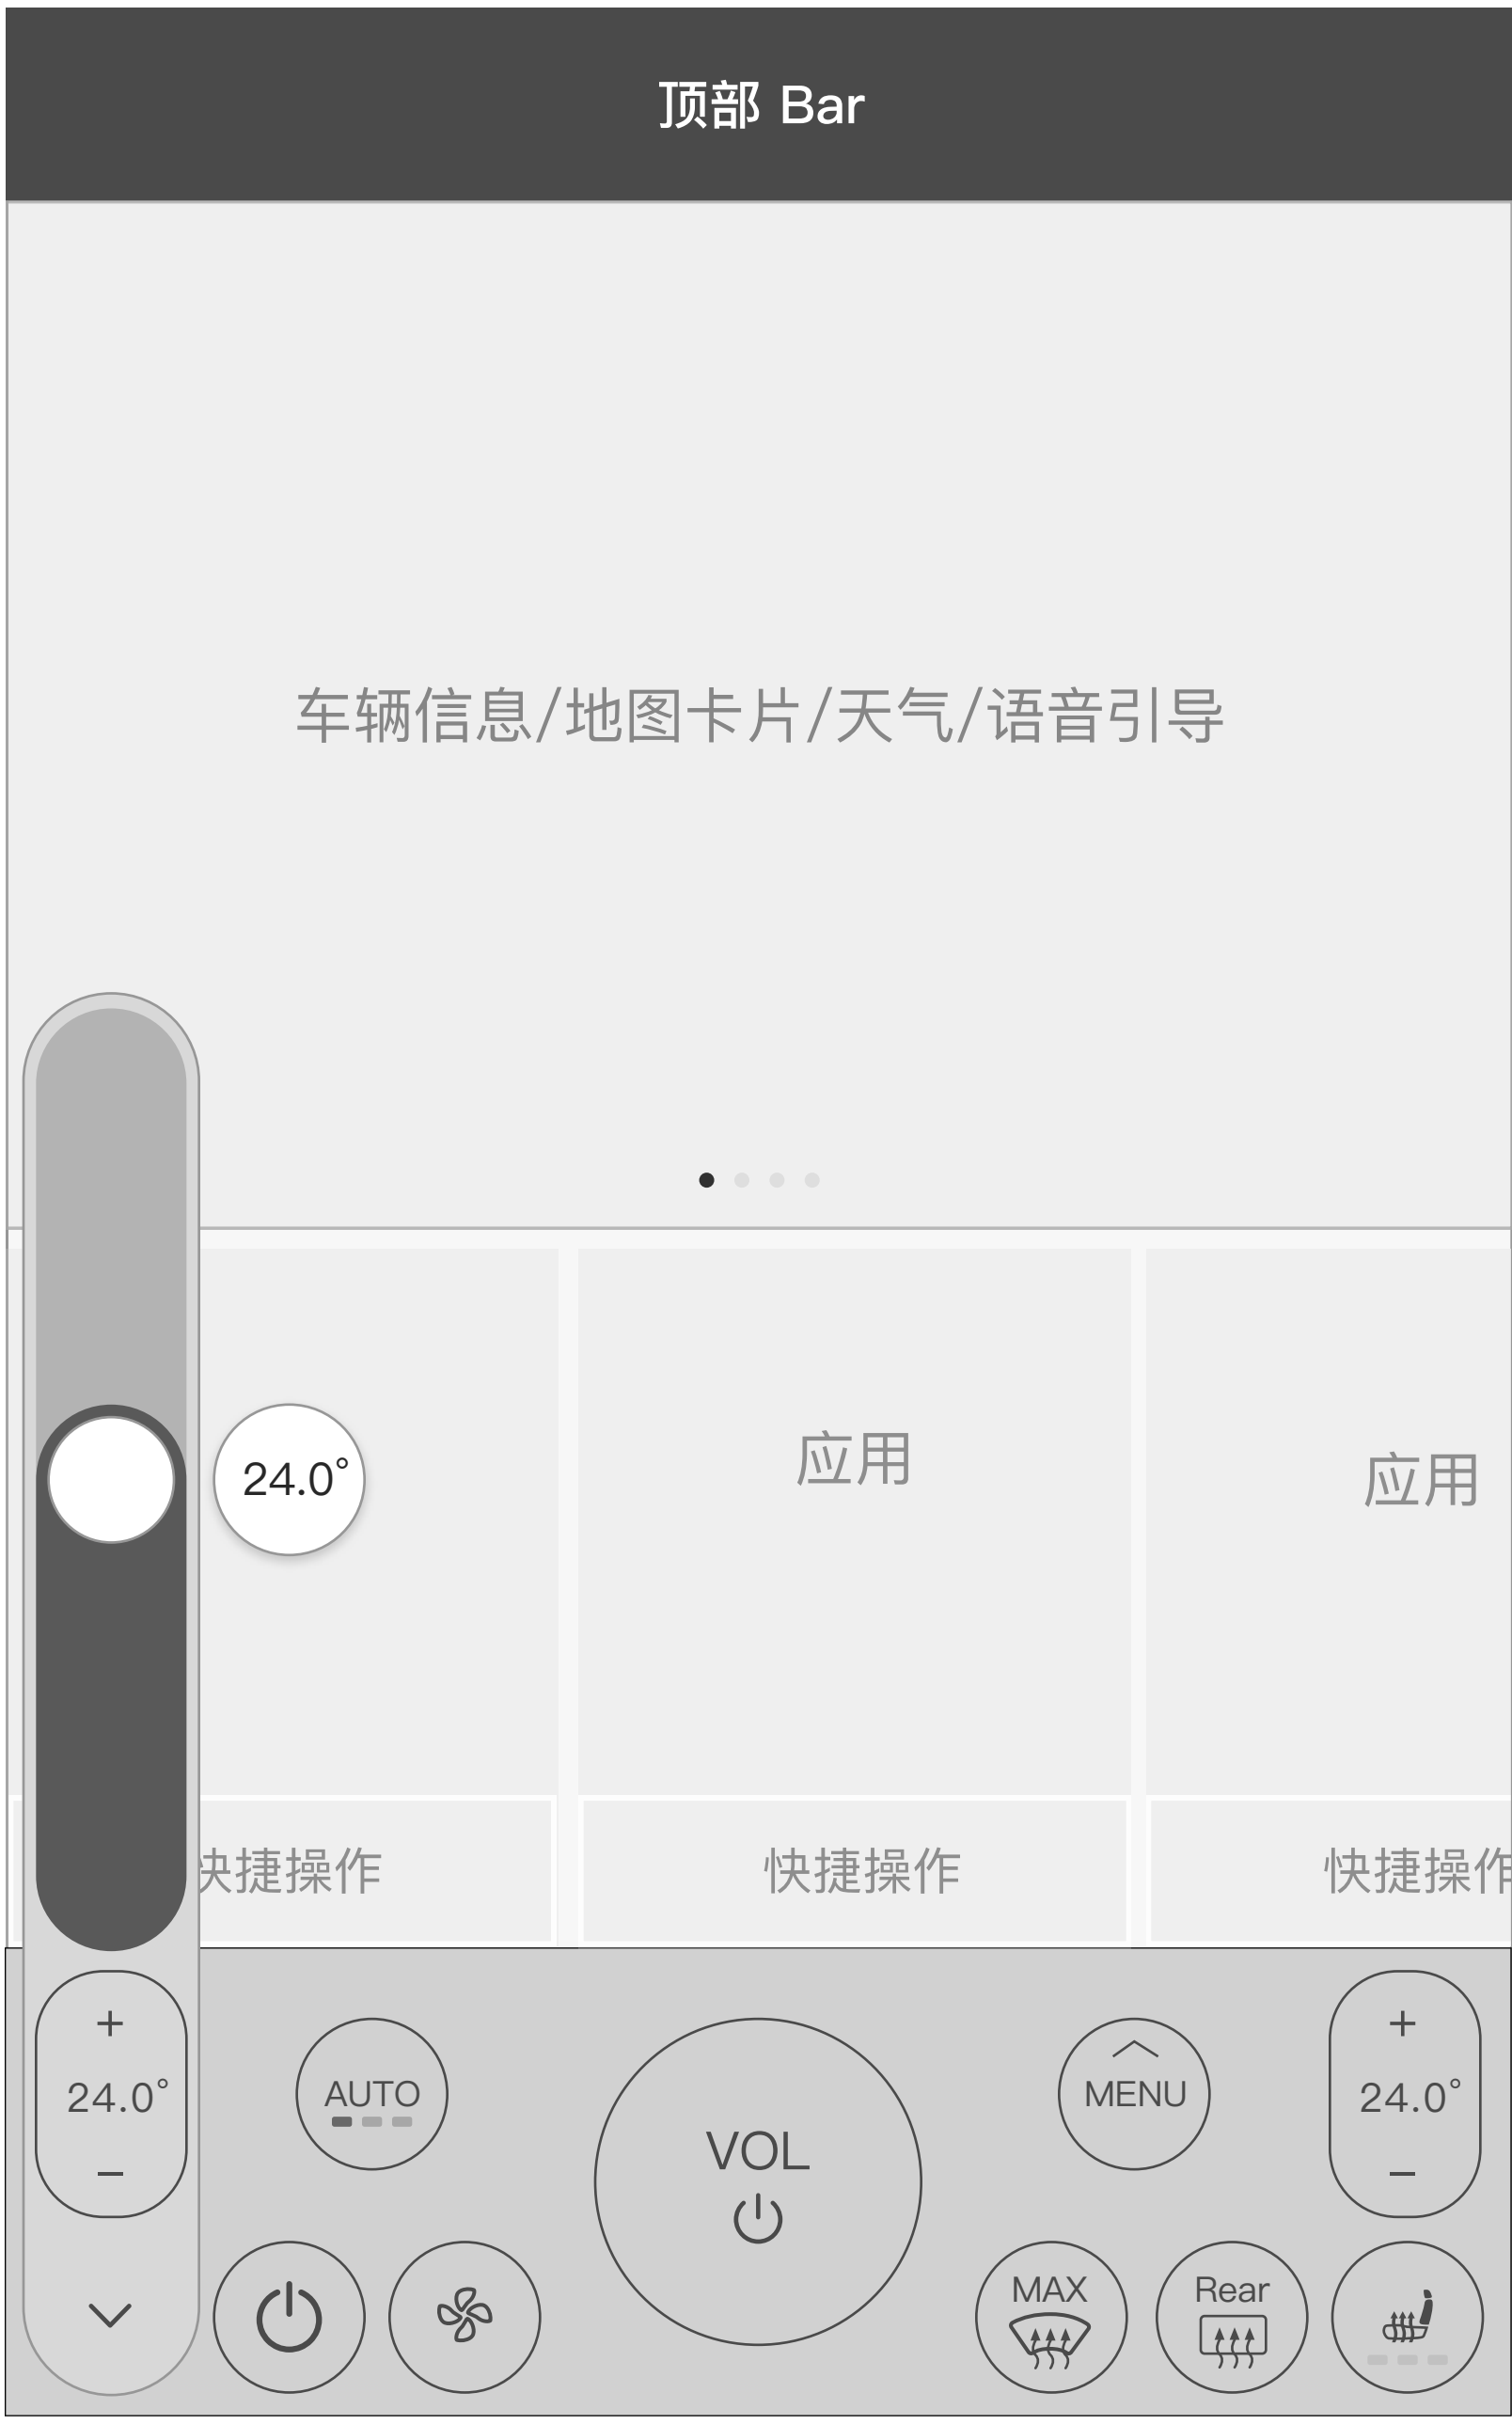 顶部 Bar
车辆信息/地图卡片/天气/语音引导
24.0°
应用
应用
快捷操作
快捷操作
快捷操作
+
24.0°
−
AUTO
VOL
MENU
+
24.0°
−
MAX
Rear